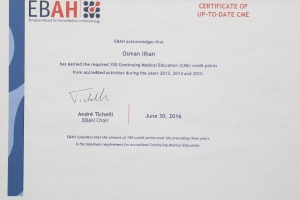 EBAH
European Board for Accreditation in Hematology
CERTIFICATE OF
UP-TO-DATE CME
EBAH acknowledges that
Osman Ilhan
has earned the required 150 Continuing Medical Education (CME) credit points
from accredited activities during the years 2013, 2014 and 2015.
André Tichelli
EBAH Chair
June 30, 2016
EBAH considers that the amount of 150 credit points over the preceding three years
is the minimum requirement for accredited Continuing Medical Education.